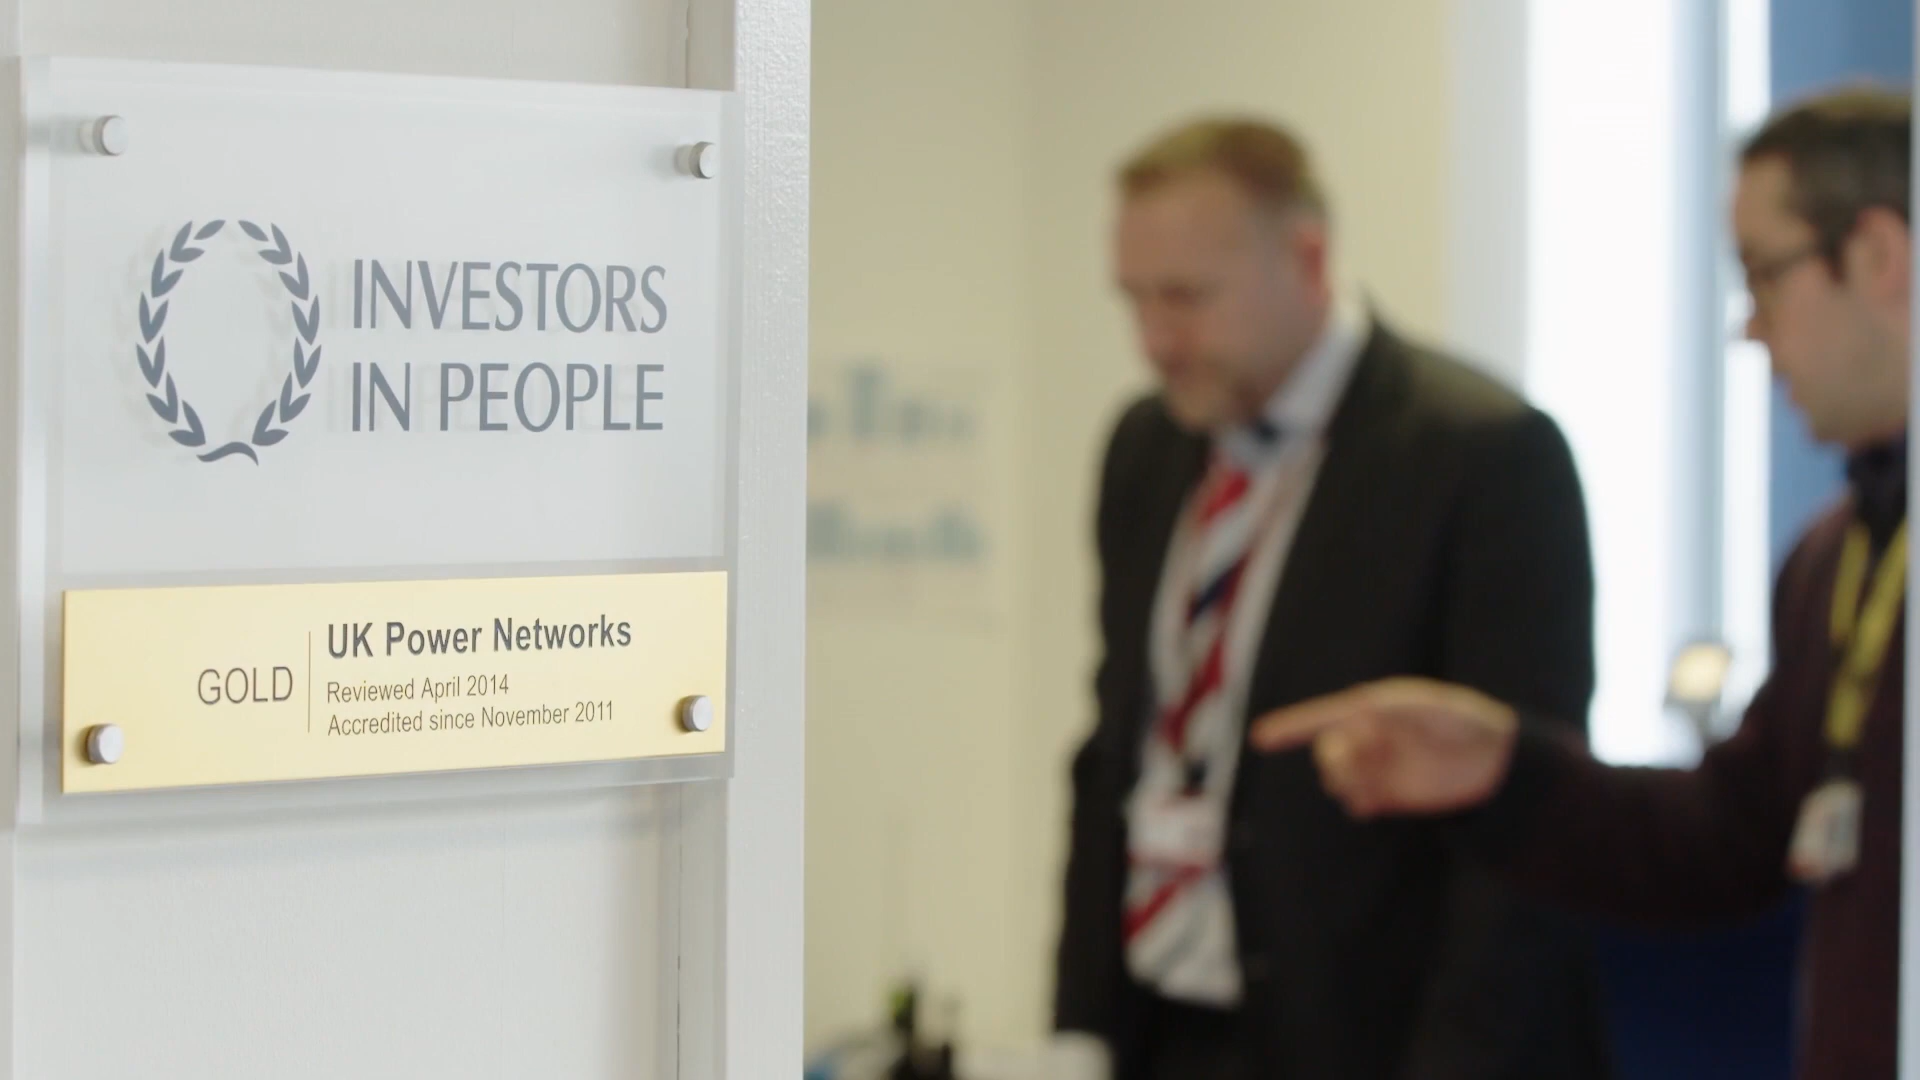 INVESTORS
IN PEOPLE
GOLD
UK Power Networks
Reviewed April 2014
Accredited since November 2011